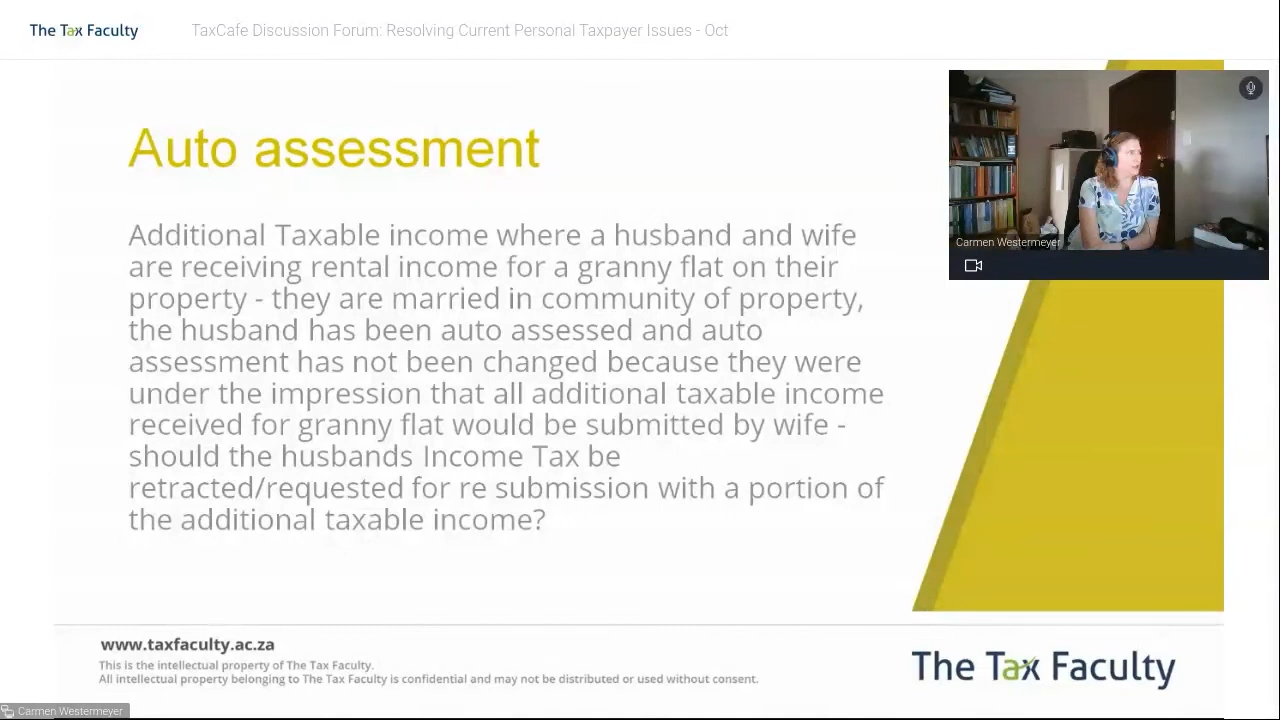 The Tax Faculty
TaxCafe Discussion Forum: Resolving Current Personal Taxpayer Issues - Oct
Auto assessment
Additional Taxable income where a husband and wife
are receiving rental income for a granny flat on their
property - they are married in community of property,
the husband has been auto assessed and auto
assessment has not been changed because they were
under the impression that all additional taxable income
received for granny flat would be submitted by wife -
should the husbands Income Tax be
retracted/requested for re submission with a portion of
the additional taxable income?
Carmen Westermeyer
www.taxfaculty.ac.za
This is the intellectual property of The Tax Faculty.
All intellectual property belonging to The Tax Faculty is confidential and may not be distributed or used without consent.
The Tax Faculty
Carmen Westermeyer